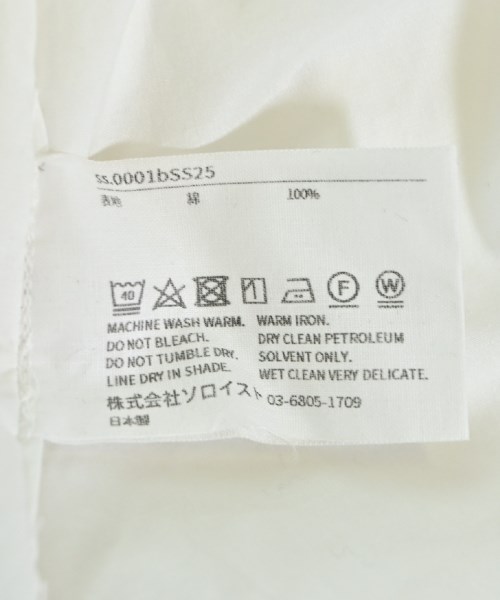 ss.0001bSS25
表地 綿 100%
40 F W
MACHINE WASH WARM.
DO NOT BLEACH.
DO NOT TUMBLE DRY.
LINE DRY IN SHADE.
WARM IRON.
DRY CLEAN PETROLEUM
SOLVENT ONLY.
WET CLEAN VERY DELICATE.
株式会社ソロイスト 03-6805-1709
日本製